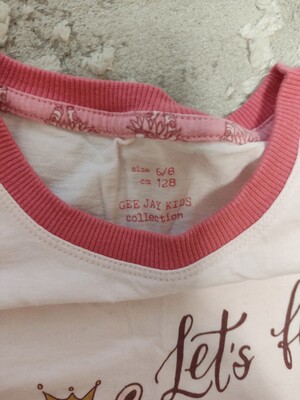 size 6/8
cm 128
GEE JAY KIDS
collection
Let's